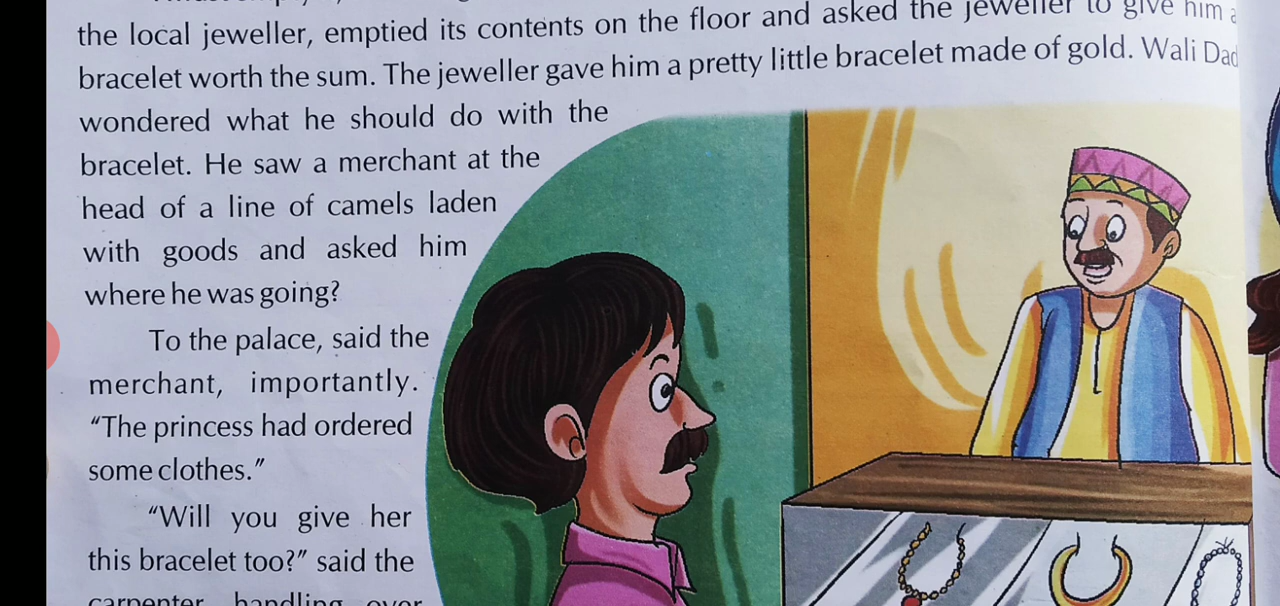 the local jeweller, emptied its contents on the floor and asked the jeweller to give him a
bracelet worth the sum. The jeweller gave him a pretty little bracelet made of gold. Wali Dad
wondered what he should do with the
bracelet. He saw a merchant at the
head of a line of camels laden
with goods and asked him
where he was going?
To the palace, said the
merchant, importantly.
“The princess had ordered
some clothes.”
“Will you give her
this bracelet too?” said the
carpenter, handling over